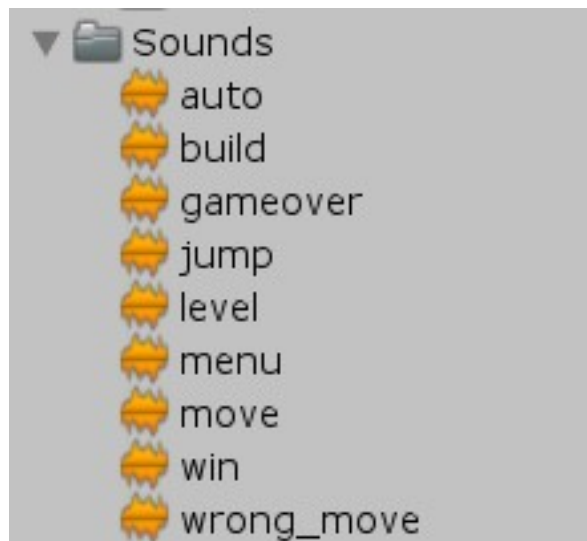 Sounds
auto
build
gameover
jump
level
menu
move
win
wrong_move